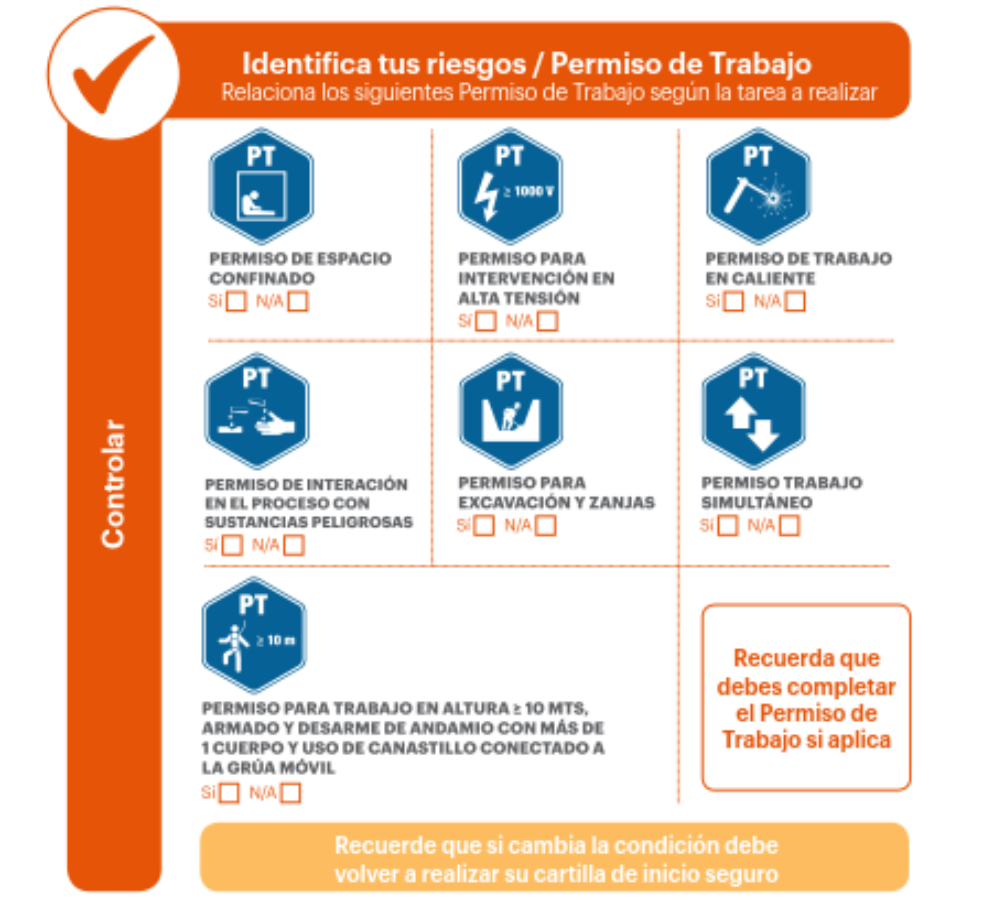 Identifica tus riesgos / Permiso de Trabajo
Relaciona los siguientes Permiso de Trabajo según la tarea a realizar
Controlar
PT
PERMISO DE ESPACIO
CONFINADO
Sí N/A
PT
≥ 1000 V
PERMISO PARA
INTERVENCIÓN EN
ALTA TENSIÓN
Sí N/A
PT
PERMISO DE TRABAJO
EN CALIENTE
Sí N/A
PT
PERMISO DE INTERACIÓN
EN EL PROCESO CON
SUSTANCIAS PELIGROSAS
Sí N/A
PT
PERMISO PARA
EXCAVACIÓN Y ZANJAS
Sí N/A
PT
PERMISO TRABAJO
SIMULTÁNEO
Sí N/A
PT
≥ 10 m
PERMISO PARA TRABAJO EN ALTURA ≥ 10 MTS,
ARMADO Y DESARME DE ANDAMIO CON MÁS DE
1 CUERPO Y USO DE CANASTILLO CONECTADO A
LA GRÚA MÓVIL
Sí N/A
Recuerda que
debes completar
el Permiso de
Trabajo si aplica
Recuerde que si cambia la condición debe
volver a realizar su cartilla de inicio seguro